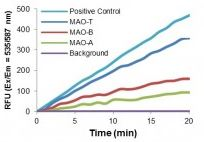 500
400
300
200
100
0
RFU (Ex/Em = 535/587 nm)
Positive Control
MAO-T
MAO-B
MAO-A
Background
0
5
10
15
20
Time (min)